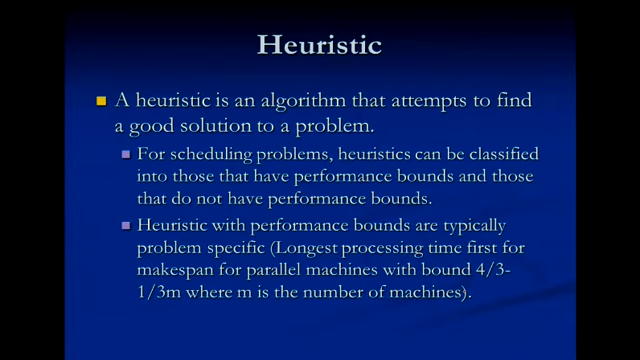 Heuristic
A heuristic is an algorithm that attempts to find
a good solution to a problem.
For scheduling problems, heuristics can be classified
into those that have performance bounds and those
that do not have performance bounds.
Heuristic with performance bounds are typically
problem specific (Longest processing time first for
makespan for parallel machines with bound 4/3-
1/3m where m is the number of machines).